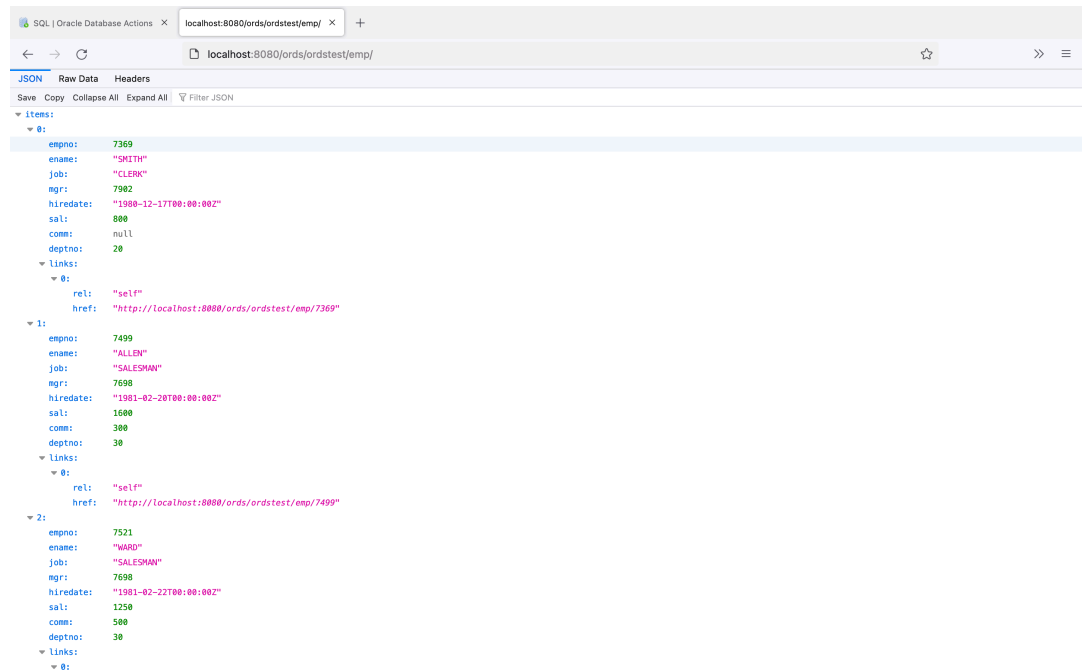 SQL | Oracle Database Actions
localhost:8080/ords/ordstest/emp/
localhost:8080/ords/ordstest/emp/
JSON Raw Data Headers
Save Copy Collapse All Expand All Filter JSON
items:
0:
empno: 7369
ename: "SMITH"
job: "CLERK"
mgr: 7902
hiredate: "1980-12-17T00:00:00Z"
sal: 800
comm: null
deptno: 20
links:
0:
rel: "self"
href: "http://localhost:8080/ords/ordstest/emp/7369"
1:
empno: 7499
ename: "ALLEN"
job: "SALESMAN"
mgr: 7698
hiredate: "1981-02-20T00:00:00Z"
sal: 1600
comm: 300
deptno: 30
links:
0:
rel: "self"
href: "http://localhost:8080/ords/ordstest/emp/7499"
2:
empno: 7521
ename: "WARD"
job: "SALESMAN"
mgr: 7698
hiredate: "1981-02-22T00:00:00Z"
sal: 1250
comm: 500
deptno: 30
links:
0: